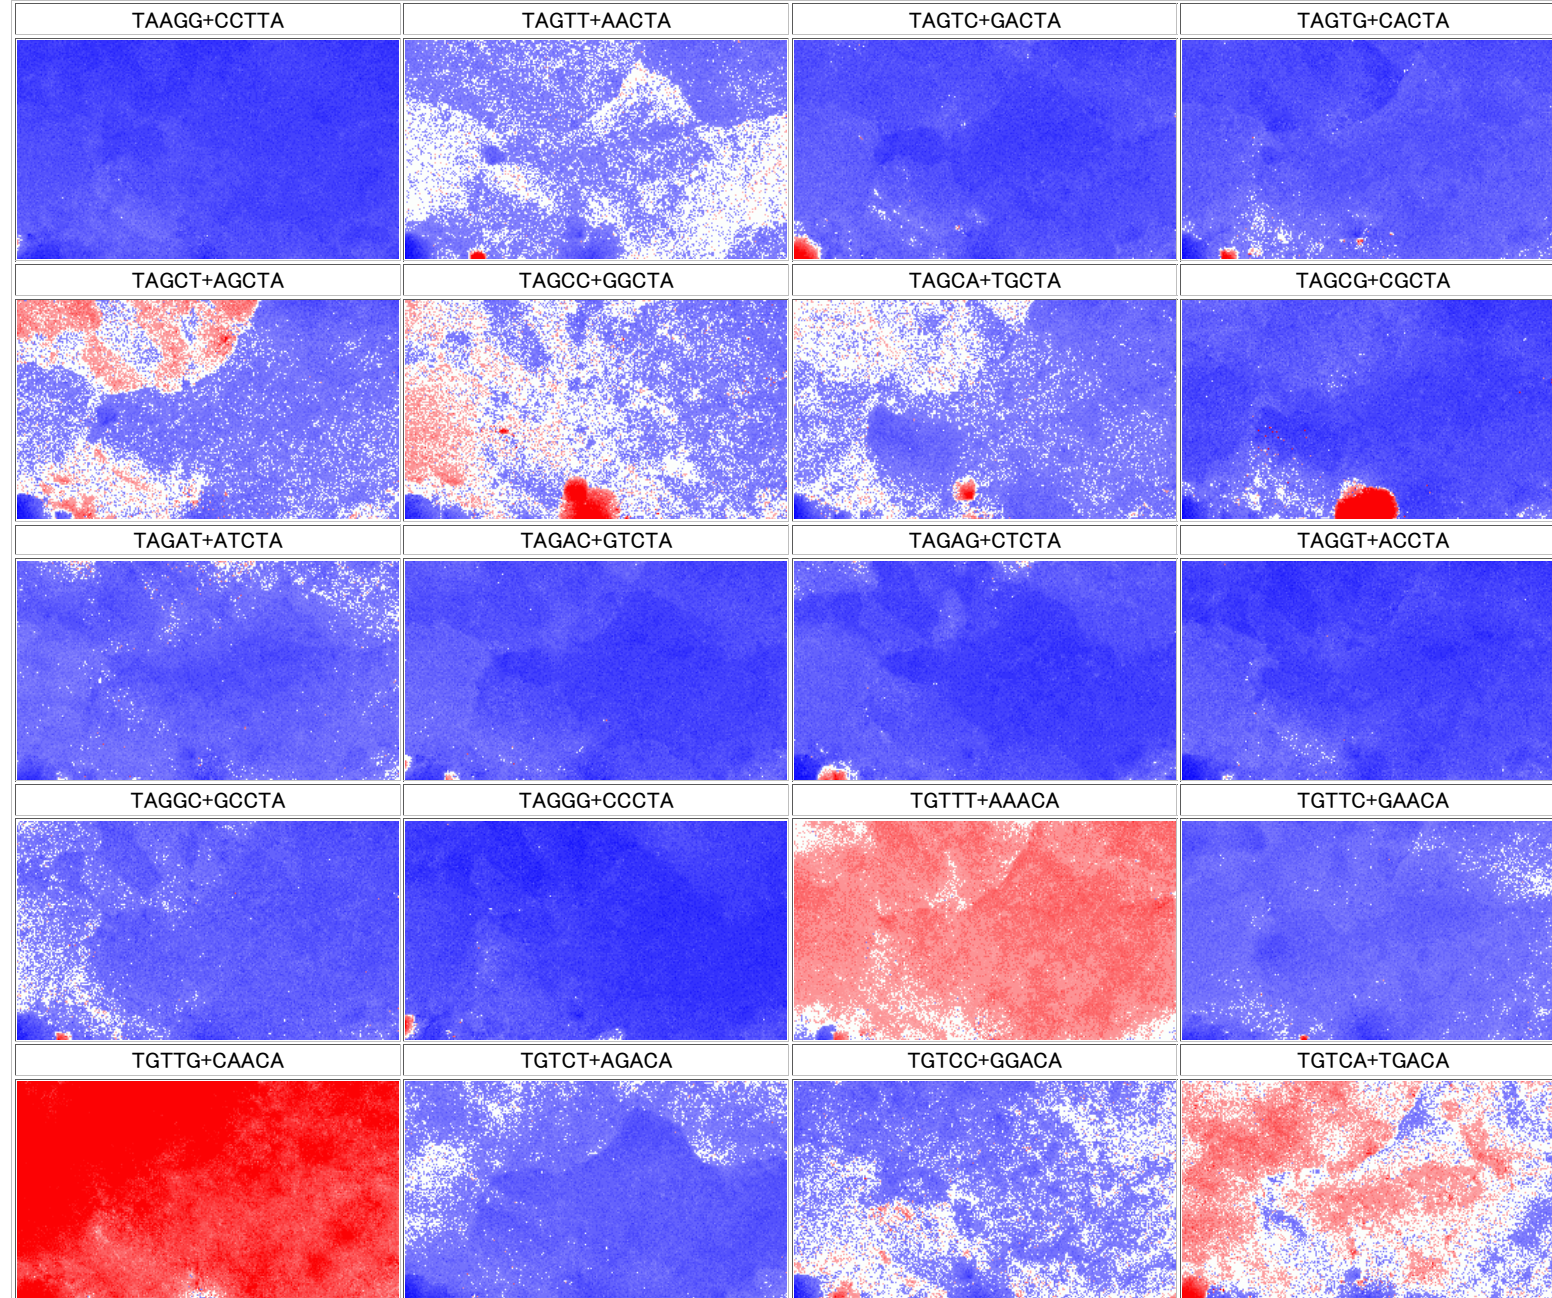 TAAGG+CCTTA TAGTT+AACTA TAGTC+GACTA TAGTG+CACTA
TAGCT+AGCTA TAGCC+GGCTA TAGCA+TGCTA TAGCG+CGCTA
TAGAT+ATCTA TAGAC+GTCTA TAGAG+CTCTA TAGGT+ACCTA
TAGGC+GCCTA TAGGG+CCCTA TGTTT+AAACA TGTTC+GAACA
TGTTG+CAACA TGTCT+AGACA TGTCC+GGACA TGTCA+TGACA